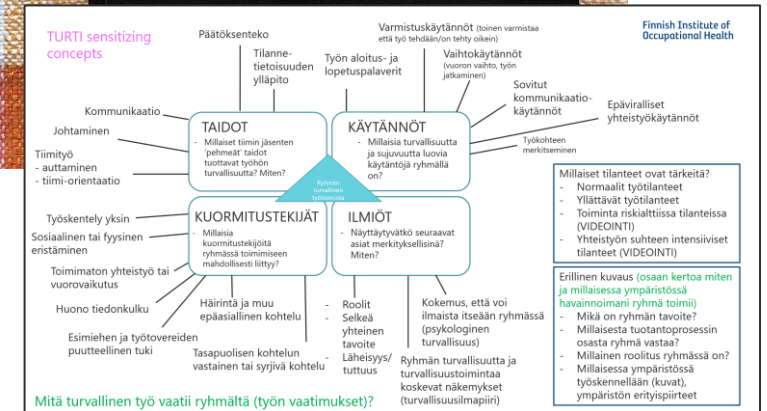 TURTI sensitizing
concepts
Finnish Institute of
Occupational Health
Päätöksenteko
Tilanne-
tietoisuuden
ylläpito
Kommunikaatio
Johtaminen
Tiimityö
- auttaminen
- tiimi-orientaatio
TAIDOT
- Millaiset tiimin jäsenten
'pehmeät' taidot
tuottavat työhön
turvallisuutta? Miten?
Työn aloitus- ja
lopetuspalaverit
Varmistuskäytännöt (toinen varmistaa
että työ tehdään/on tehty oikein)
Vaihtokäytännöt
(vuoron vaihto, työn
jatkaminen)
Sovitut
kommunikaatio-
käytännöt
Epäviralliset
yhteistyökäytännöt
Työkohteen
merkitseminen
KÄYTÄNNÖT
- Millaisia turvallisuutta
ja sujuvuutta luovia
käytäntöjä ryhmällä
on?
Ryhmän
turvallinen
työtoiminta
KUORMITUSTEKIJÄT
- Millaisia
kuormitustekijöitä
ryhmässä toimimiseen
mahdollisesti liittyy?
Työskentely yksin
Sosiaalinen tai fyysinen
eristäminen
Toimimaton yhteistyö tai
vuorovaikutus
Huono tiedonkulku
Esimiehen ja työtovereiden
puutteellinen tuki
Häirintä ja muu
epäasiallinen kohtelu
Tasapuolisen kohtelun
vastainen tai syrjivä kohtelu
ILMIÖT
- Näyttäytyvätkö seuraavat
asiat merkityksellisinä?
Miten?
- Roolit
- Selkeä
yhteinen
tavoite
- Läheisyys/
tuttuus
Kokemus, että voi
ilmaista itseään ryhmässä
(psykologinen
turvallisuus)
Ryhmän turvallisuutta ja
turvallisuustoimintaa
koskevat näkemykset
(turvallisuusilmapiiri)
Millaiset tilanteet ovat tärkeitä?
- Normaalit työtilanteet
- Yllättävät työtilanteet
- Toiminta riskialttiissa tilanteissa
(VIDEOINTI)
- Yhteistyön suhteen intensiiviset
tilanteet (VIDEOINTI)
Erillinen kuvaus (osaan kertoa miten
ja millaisessa ympäristössä
havainnoimani ryhmä toimii)
- Mikä on ryhmän tavoite?
- Millaisesta tuotantoprosessin
osasta ryhmä vastaa?
- Millainen roolitus ryhmässä on?
- Millaisessa ympäristössä
työskennellään (kuvat),
ympäristön erityispiirteet
Mitä turvallinen työ vaatii ryhmältä (työn vaatimukset)?